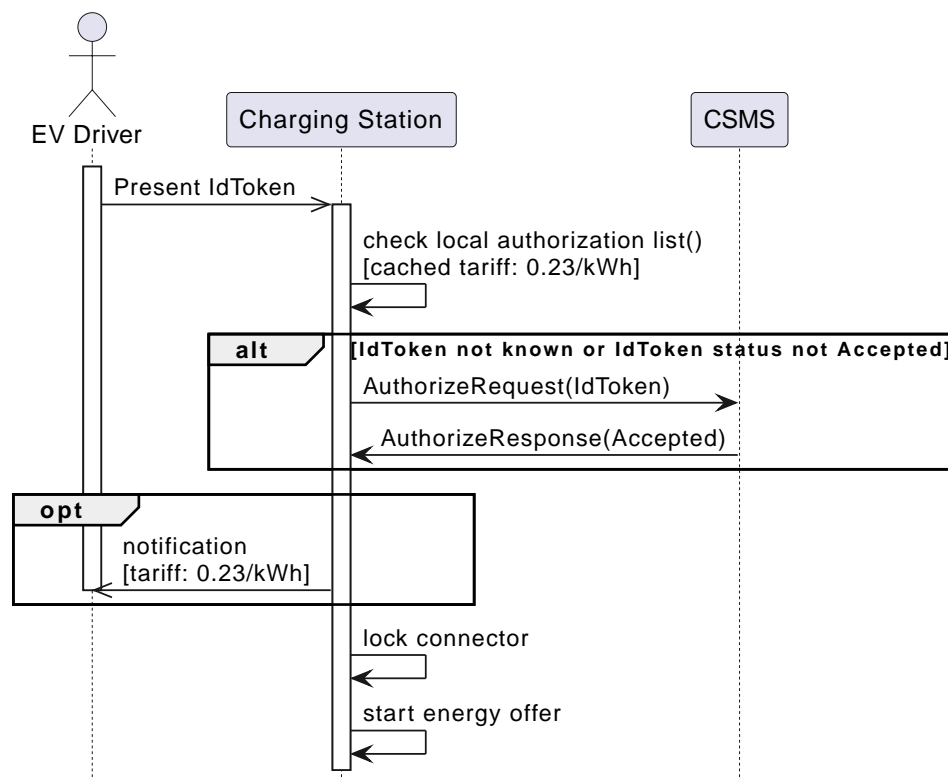 EV Driver
Charging Station
CSMS
Present IdToken
check local authorization list()
[cached tariff: 0.23/kWh]
alt
[IdToken not known or IdToken status not Accepted]
AuthorizeRequest(IdToken)
AuthorizeResponse(Accepted)
opt
notification
[tariff: 0.23/kWh]
lock connector
start energy offer